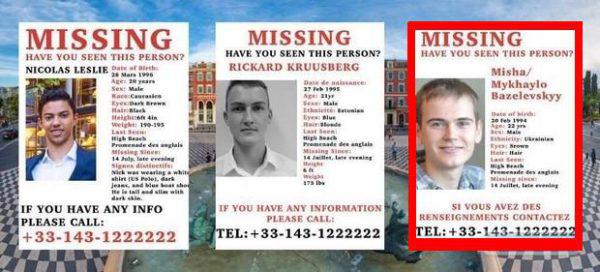 MISSING
HAVE YOU SEEN THIS PERSON?
NICOLAS LESLIE
Date of Birth:
28 Mars 1996
Age: 20 years
Sex: Male
Race:Caucasien
Eyes:Dark Brown
Hair:Black
Height:6ft 4in
Weight: 190-195
Last Seen:
High Beach
Promenade des anglais
Missing Since:
14 July, late evening
Signes distinctifs:
Nick was wearing a white
shirt (US Polo), dark
jeans, and blue boat shoes
He is tall and slim with
dark skin.
IF YOU HAVE ANY INFO
PLEASE CALL:
+33-143-1222222
MISSING
HAVE YOU SEEN THIS PERSON?
RICKARD KRUUSBERG
Date de naissance:
27 Feb 1995
Age: 21yr
Sexe: Male
Ethnicity: Estonian
Eyes: Blue
Hair: Blonde
Last Seen:
High Beach
Promenade des anglais
Missing Since:
14 Juillet, late evening
Height
6 ft
Weight
175 lbs
IF YOU HAVE ANY INFORMATION
PLEASE CALL:
TEL:+33-143-1222222
MISSING
HAVE YOU SEEN THIS PERSON?
Misha/
Mykhaylo
Bazelevskyy
Date of birth:
20 feb 1994
Age: 22 yrs
Sex: Male
Ethnicity: Ukrainian
Eyes: Brown
Hair: Hair
Last Seen:
High Beach
Promenade des anglais
Missing since:
14 Juillet, late evening
SI VOUS AVEZ DES
RENSEIGNEMENTS CONTACTEZ
TEL:+33-143-1222222